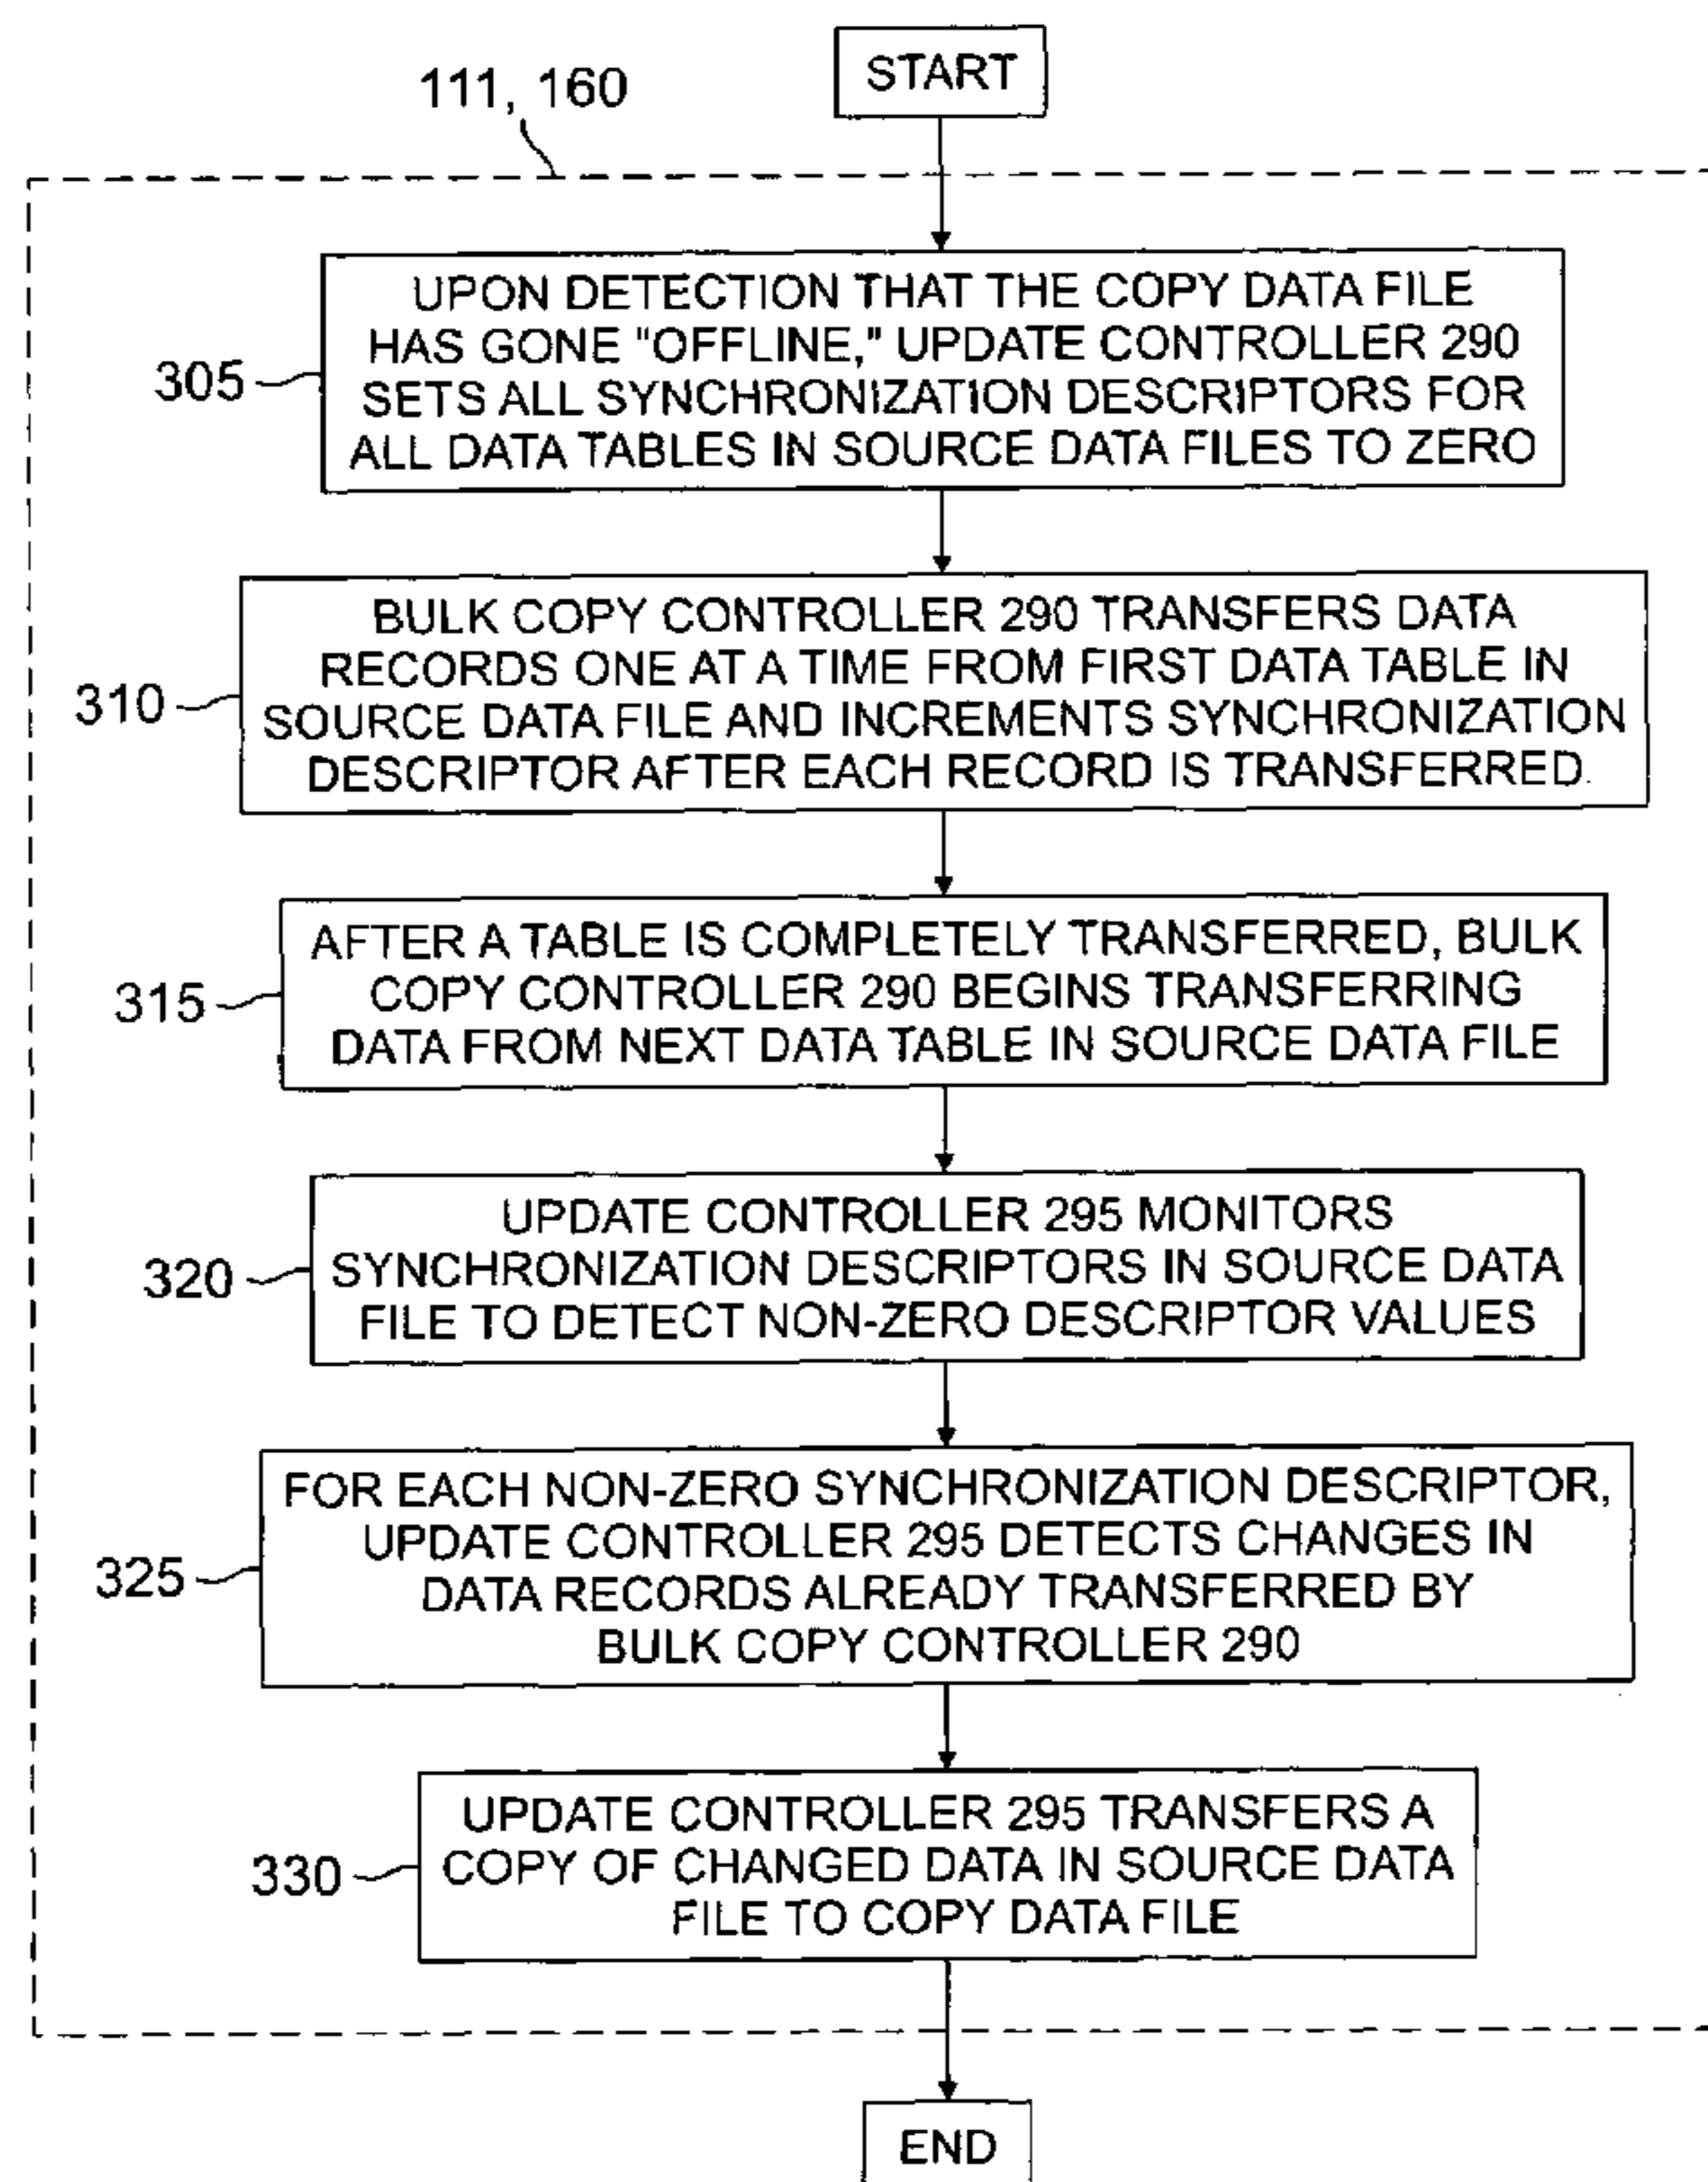 START
111, 160
UPON DETECTION THAT THE COPY DATA FILE
HAS GONE "OFFLINE," UPDATE CONTROLLER 290
SETS ALL SYNCHRONIZATION DESCRIPTORS FOR
ALL DATA TABLES IN SOURCE DATA FILES TO ZERO
305
BULK COPY CONTROLLER 290 TRANSFERS DATA
RECORDS ONE AT A TIME FROM FIRST DATA TABLE IN
SOURCE DATA FILE AND INCREMENTS SYNCHRONIZATION
DESCRIPTOR AFTER EACH RECORD IS TRANSFERRED.
310
AFTER A TABLE IS COMPLETELY TRANSFERRED, BULK
COPY CONTROLLER 290 BEGINS TRANSFERRING
DATA FROM NEXT DATA TABLE IN SOURCE DATA FILE
315
UPDATE CONTROLLER 295 MONITORS
SYNCHRONIZATION DESCRIPTORS IN SOURCE DATA
FILE TO DETECT NON-ZERO DESCRIPTOR VALUES
320
FOR EACH NON-ZERO SYNCHRONIZATION DESCRIPTOR,
UPDATE CONTROLLER 295 DETECTS CHANGES IN
DATA RECORDS ALREADY TRANSFERRED BY
BULK COPY CONTROLLER 290
325
UPDATE CONTROLLER 295 TRANSFERS A
COPY OF CHANGED DATA IN SOURCE DATA
FILE TO COPY DATA FILE
330
END